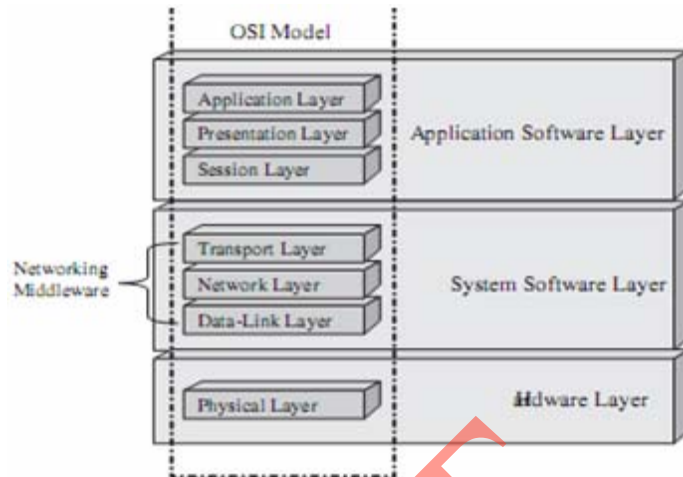 OSI Model
Application Layer
Presentation Layer
Application Software Layer
Session Layer
Transport Layer
Networking
Middleware
Network Layer
System Software Layer
Data-Link Layer
Physical Layer
Layer